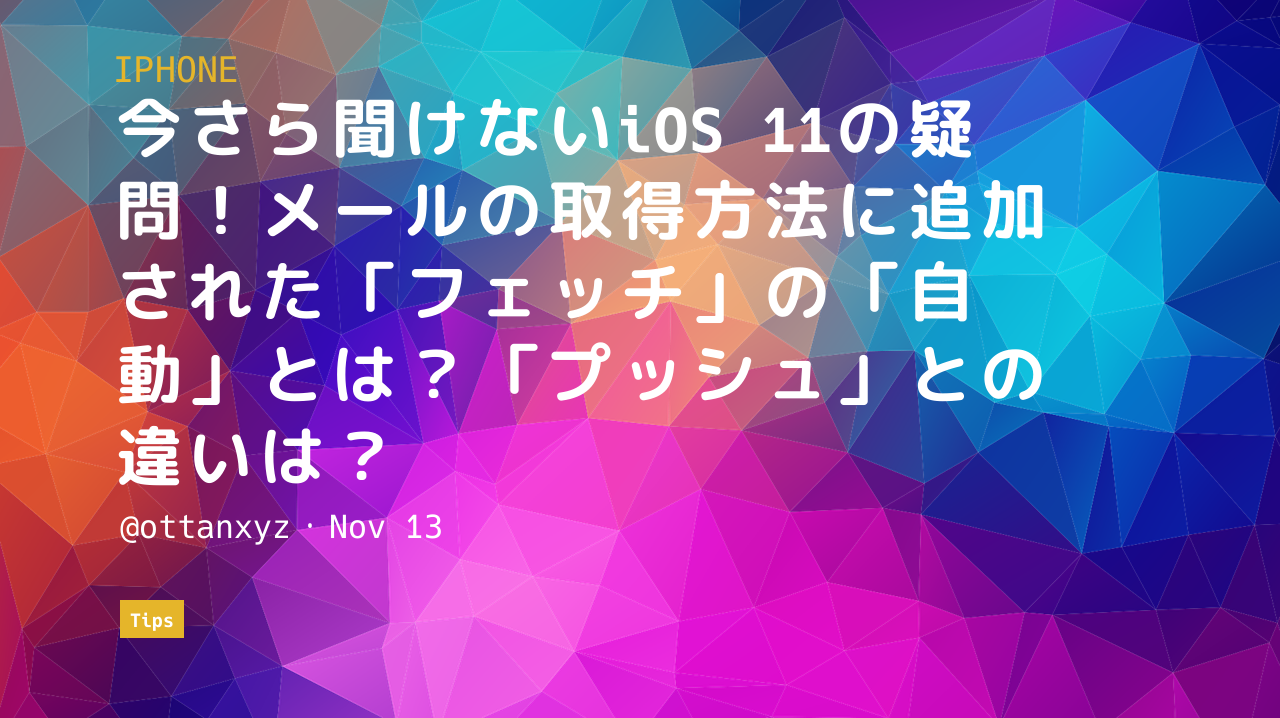 IPHONE
今さら聞けないiOS 11の疑
問！メールの取得方法に追加
された「フェッチ」の「自
動」とは？「プッシュ」との
違いは？
@ottanxyz · Nov 13
Tips